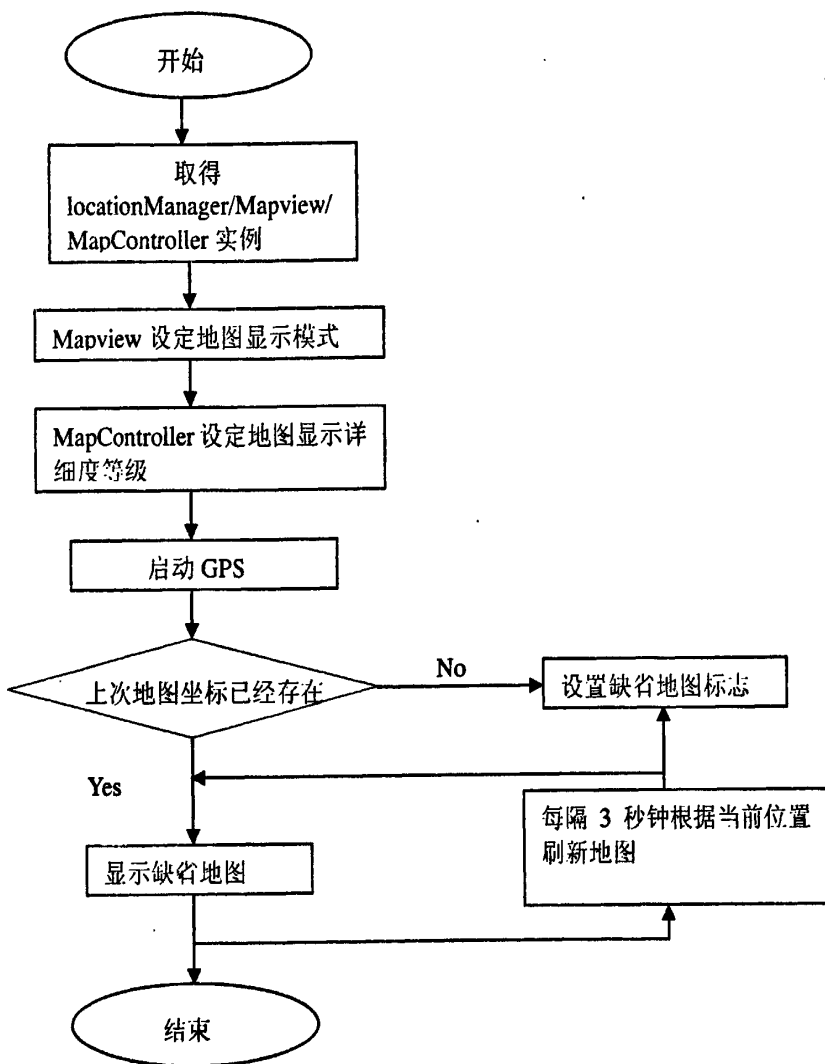 开始
取得
locationManager/Mapview/
MapController 实例
Mapview 设定地图显示模式
MapController 设定地图显示详
细度等级
启动 GPS
上次地图坐标已经存在
No
设置缺省地图标志
Yes
每隔 3 秒钟根据当前位置
刷新地图
显示缺省地图
结束